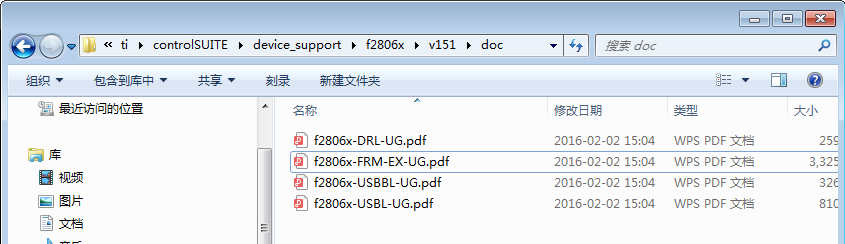 « ti ▸ controlSUITE ▸ device_support ▸ f2806x ▸ v151 ▸ doc
搜索 doc
组织 包含到库中 共享 刻录 新建文件夹
最近访问的位置
库
视频
图片
文档
名称 修改日期 类型 大小
f2806x-DRL-UG.pdf 2016-02-02 15:04 WPS PDF 文档 259
f2806x-FRM-EX-UG.pdf 2016-02-02 15:04 WPS PDF 文档 3,325
f2806x-USBBL-UG.pdf 2016-02-02 15:04 WPS PDF 文档 326
f2806x-USBL-UG.pdf 2016-02-02 15:04 WPS PDF 文档 810